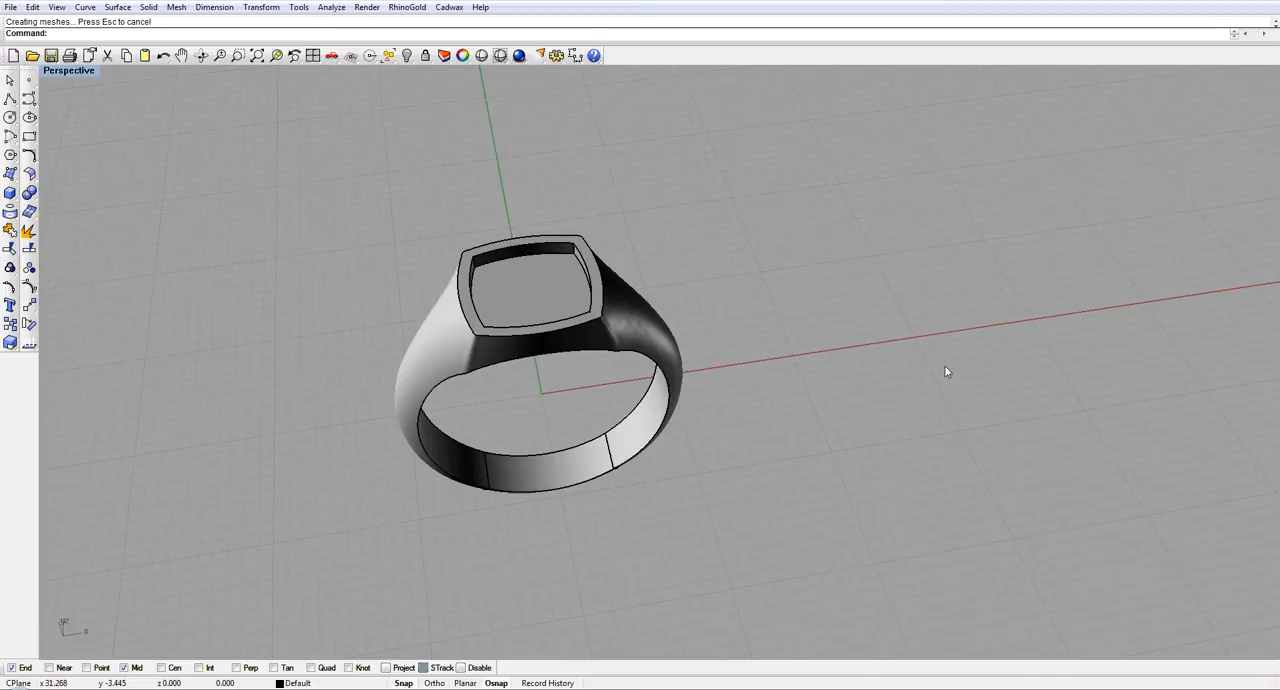 File Edit View Curve Surface Solid Mesh Dimension Transform Tools Analyze Render RhinoGold Cadwax Help
Creating meshes... Press Esc to cancel
Command:
Perspective
x
End Near Point Mid Cen Int Perp Tan Quad Knot Project STrack Disable
CPlane x 31.268 y -3.445 z 0.000 0.000 Default Snap Ortho Planar Osnap Record History